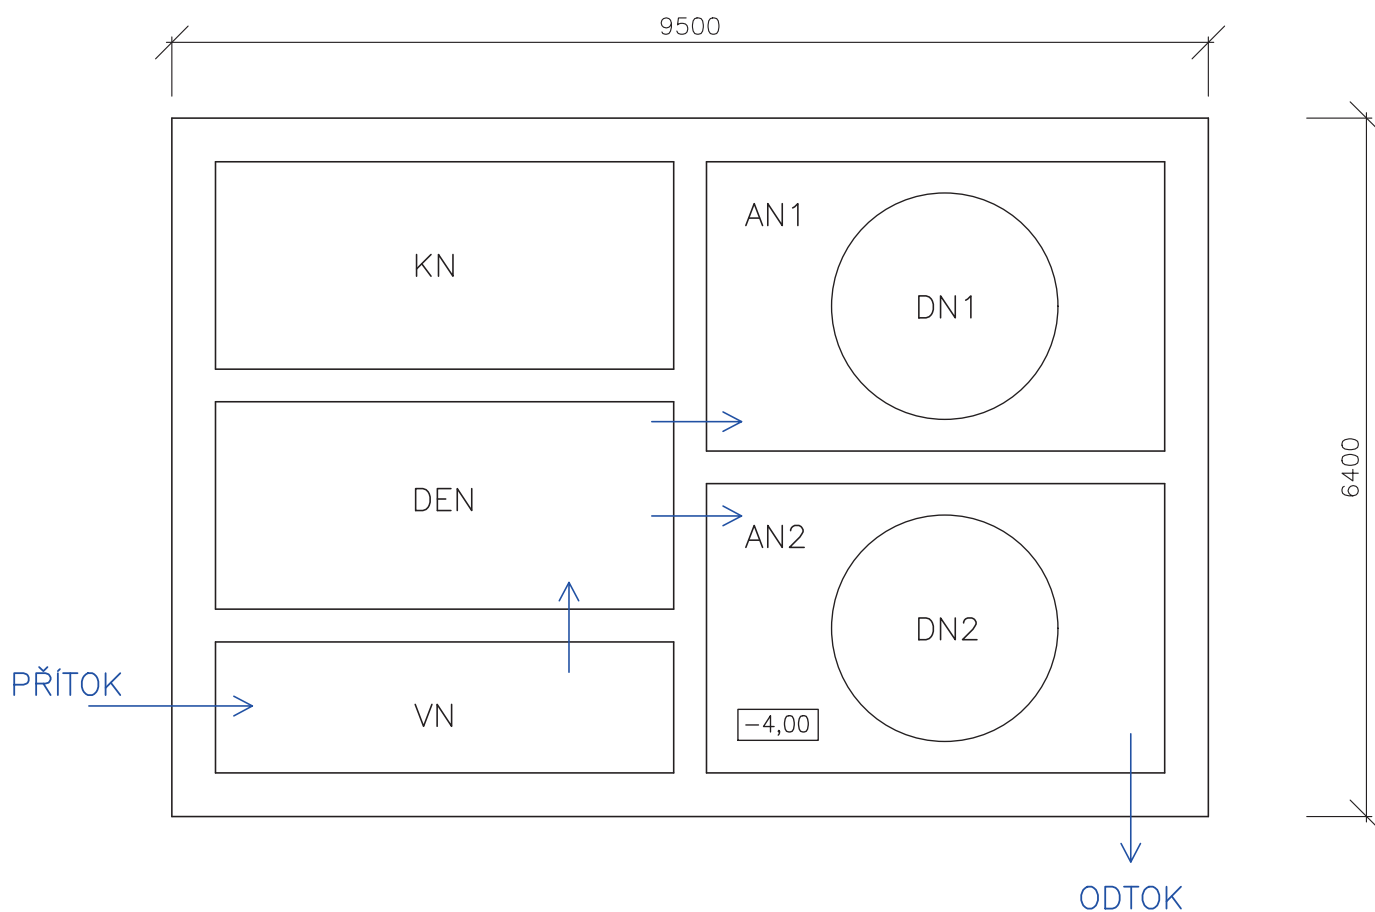 9500
AN1
KN
DN1
6400
DEN
AN2
DN2
PŘÍTOK
VN
-4,00
ODTOK